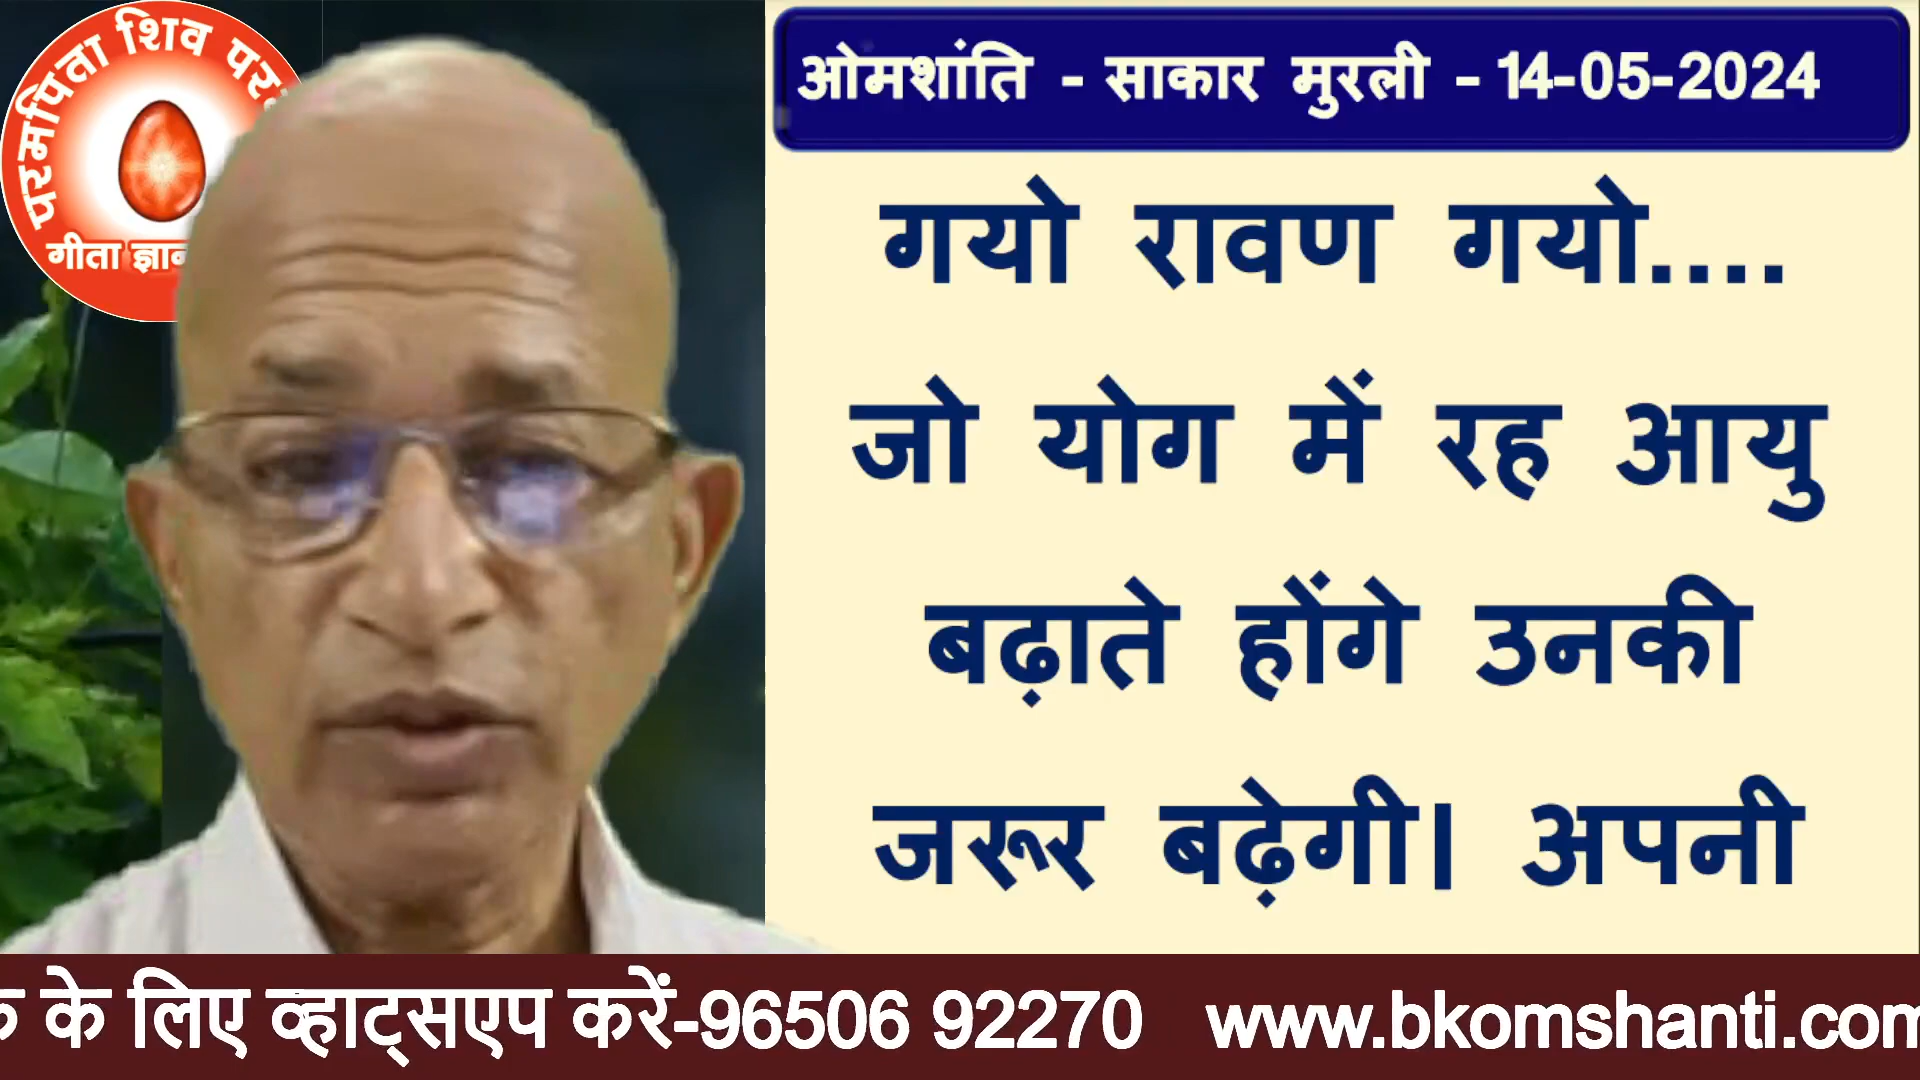 परमपिता शिव
गीता
ओमशांति - साकार मुरली - 14-05-2024
गयो रावण गयो....
जो योग में रह आयु
बढ़ाते होंगे उनकी
जरूर बढ़ेगी। अपनी
के लिए व्हाट्सएप करें-96506 92270 www.bkomshanti.com